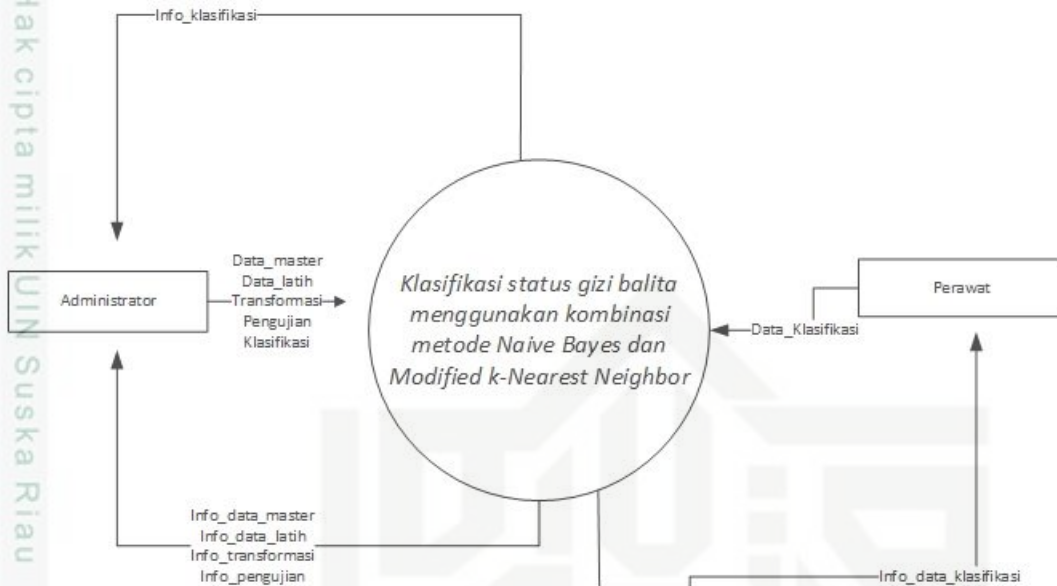 Hak cipta milik UIN Suska Riau
Info_klasifikasi
Administrator
Data_master
Data_latih
Transformasi
Pengujian
Klasifikasi
Klasifikasi status gizi balita
menggunakan kombinasi
metode Naive Bayes dan
Modified k-Nearest Neighbor
Perawat
Data_Klasifikasi
Info_data_master
Info_data_latih
Info_transformasi
Info_pengujian
Info_data_klasifikasi